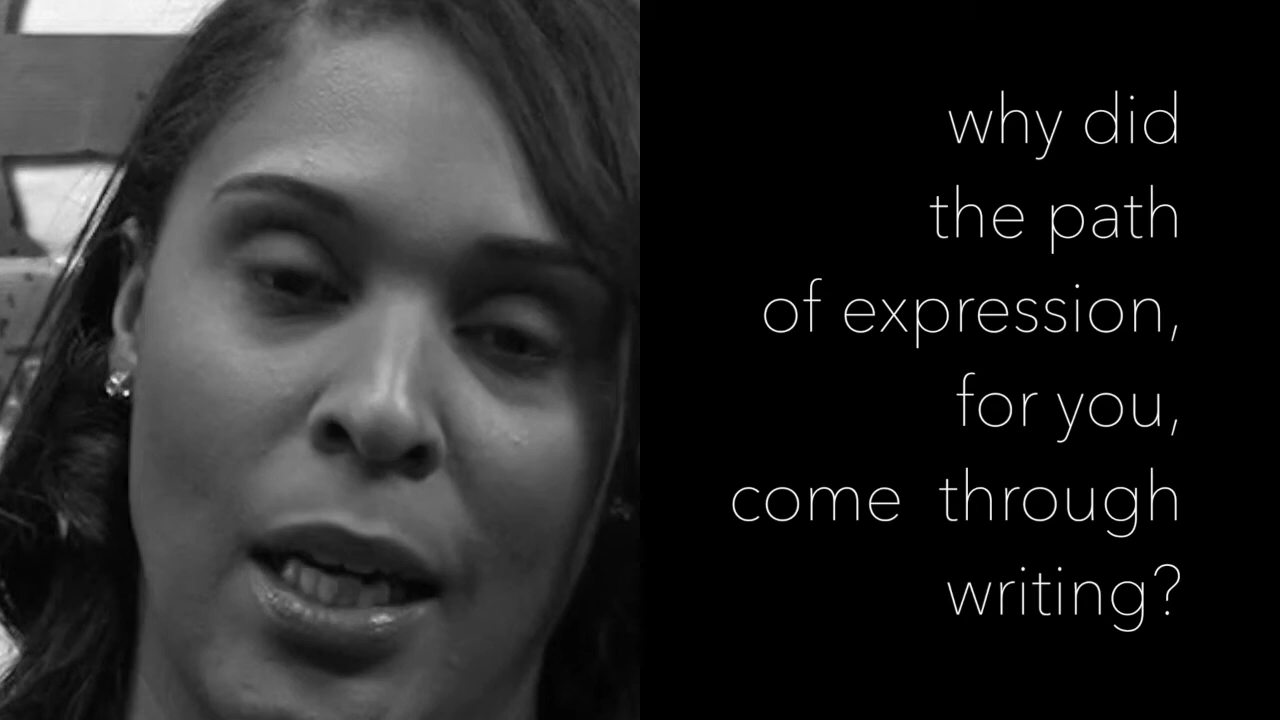 why did
the path
of expression,
for you,
come through
writing?